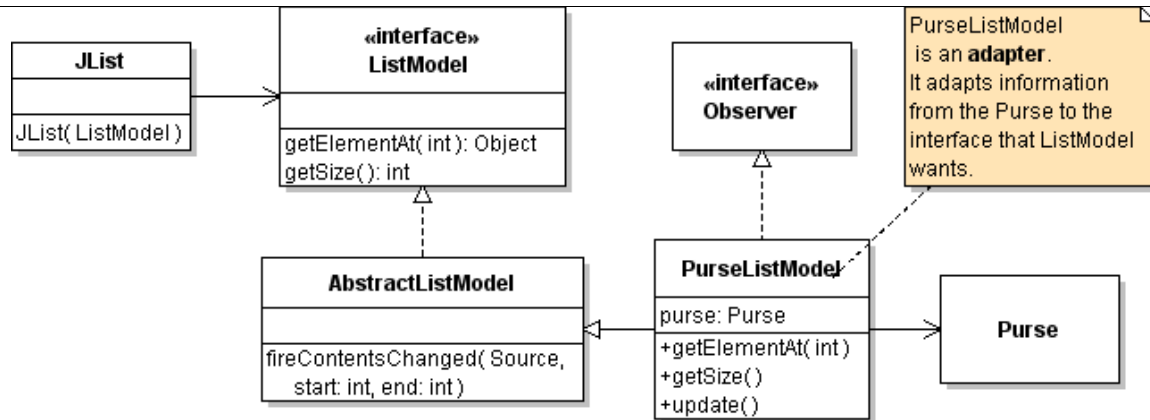 JList
JList( ListModel )
«interface»
ListModel
getElementAt( int ): Object
getSize(): int
«interface»
Observer
PurseListModel
is an adapter.
It adapts information
from the Purse to the
interface that ListModel
wants.
AbstractListModel
fireContentsChanged( Source,
start: int, end: int )
PurseListModel
purse: Purse
+getElementAt( int )
+getSize()
+update()
Purse